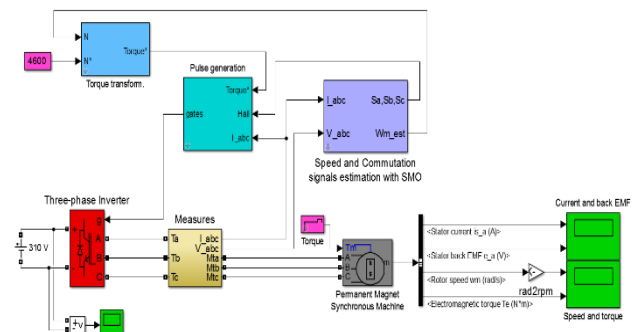 N
N*
Torque*
Torque transform.
4600
Pulse generation
Torque*
gates
Hall
I_abc
I_abc
V_abc
Sa,Sb,Sc
Wm_est
Speed and Commutation
signals estimation with SMO
Three-phase Inverter
g
A
B
C
+
-
310 V
Measures
Ta
Tb
Tc
I_abc
V_abc
Mta
Mtb
Mtc
Torque
Tm
A
B
C
m
Permanent Magnet
Synchronous Machine
<Stator current is_a (A)>
<Stator back EMF e_a (V)>
<Rotor speed wm (rad/s)>
<Electromagnetic torque Te (N*m)>
rad2rpm
Current and back EMF
Speed and torque
+v